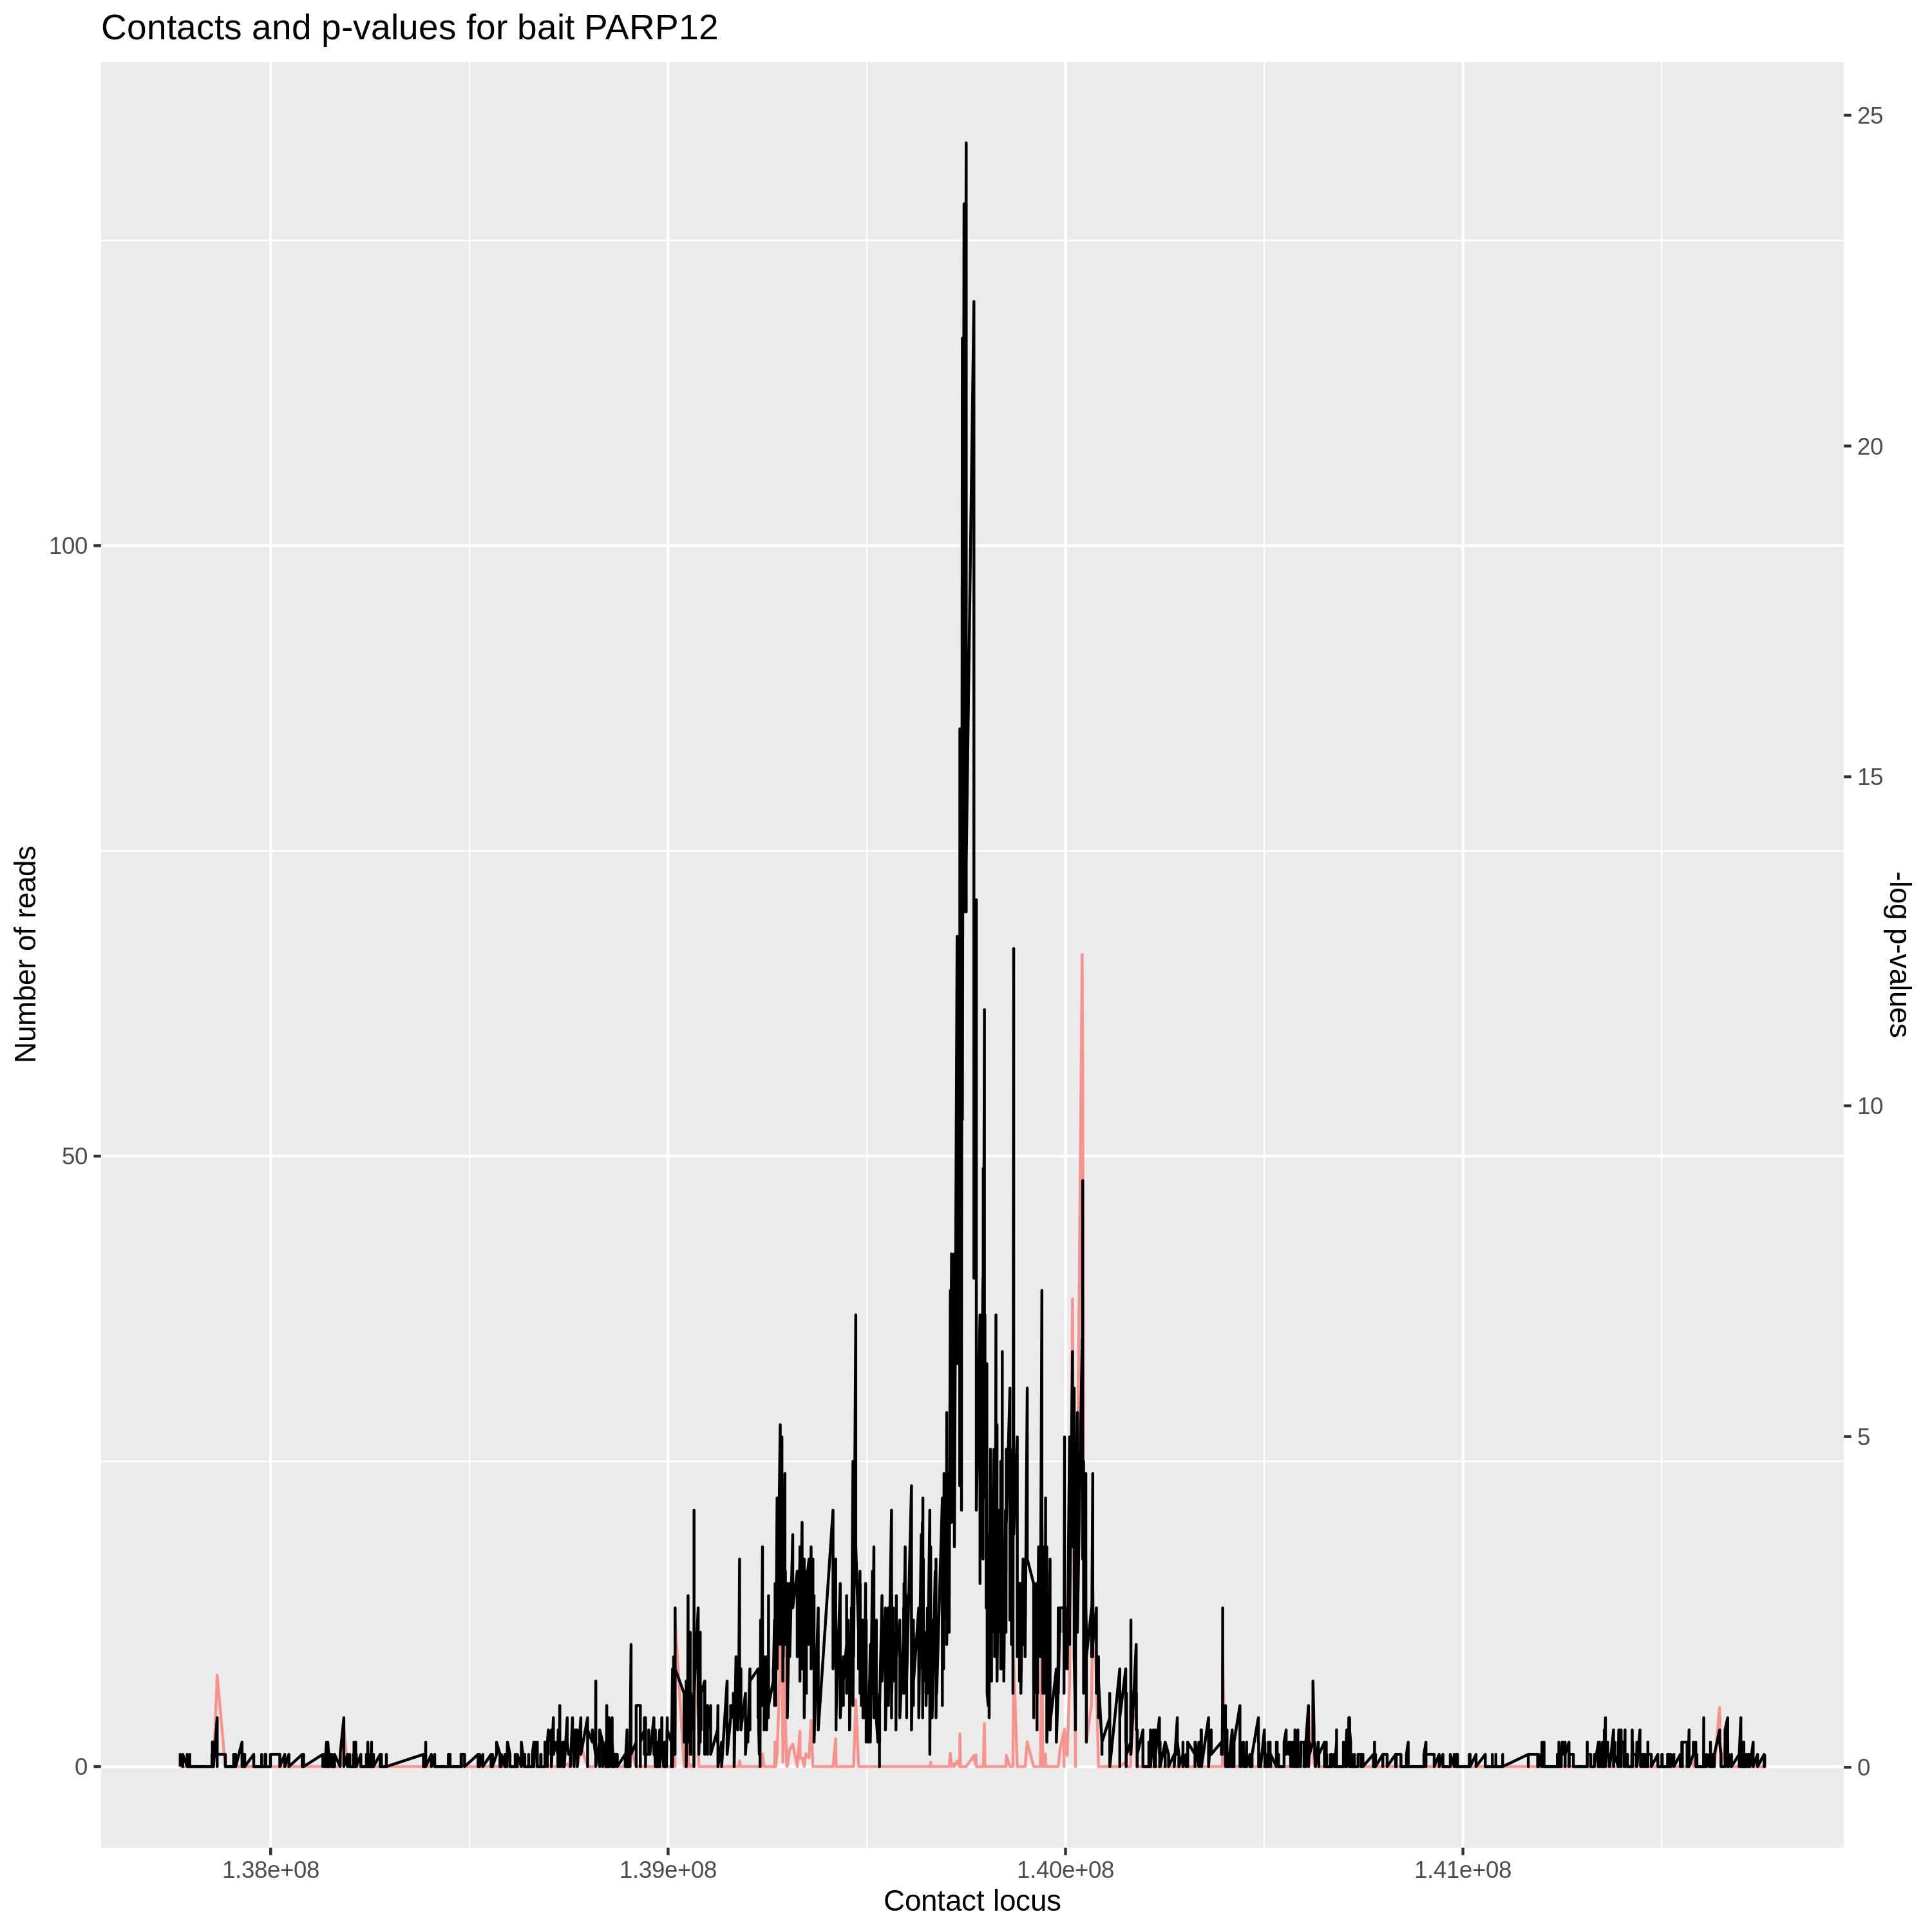 Contacts and p-values for bait PARP12
25
20
100
15
Number of reads
-log p-values
10
50
5
0
0
1.38e+08
1.39e+08
1.40e+08
1.41e+08
Contact locus